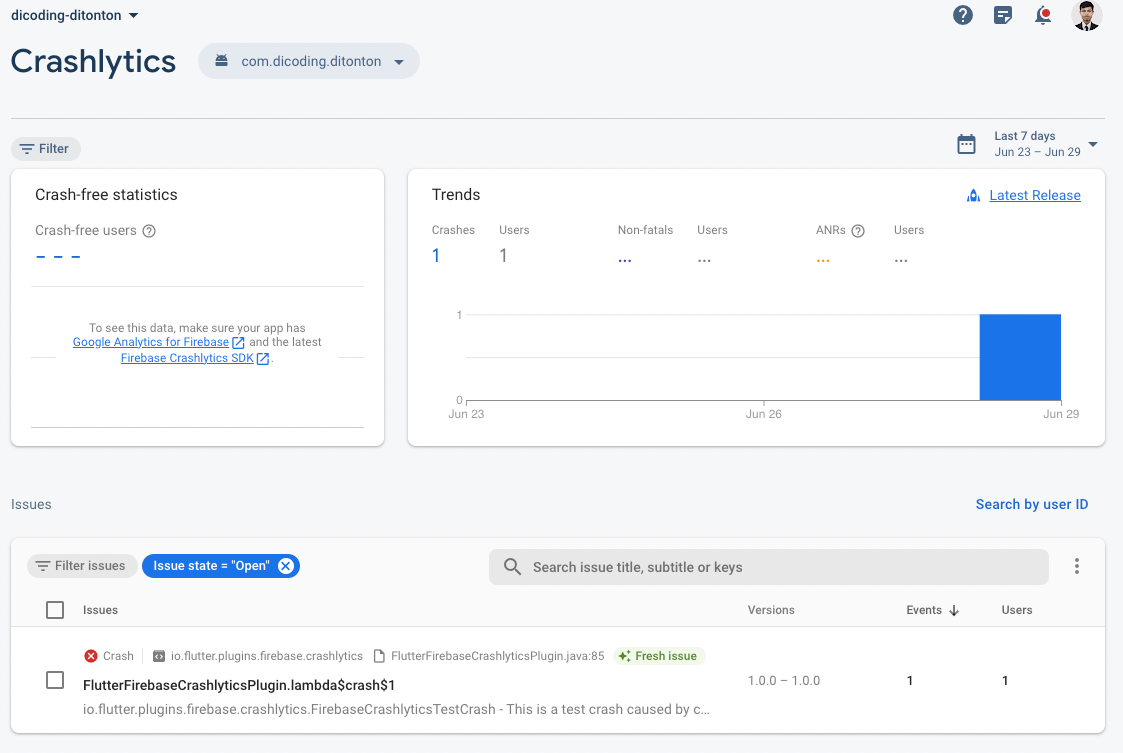 dicoding-ditonton
Crashlytics
com.dicoding.ditonton
Filter
Last 7 days
Jun 23 – Jun 29
Crash-free statistics
Crash-free users
– – –
To see this data, make sure your app has
Google Analytics for Firebase and the latest
Firebase Crashlytics SDK .
Trends
Latest Release
Crashes Users Non-fatals Users ANRs Users
1 1 ... ... ... ...
1
0
Jun 23 Jun 26 Jun 29
Issues
Search by user ID
Filter issues
Issue state = "Open"
Search issue title, subtitle or keys
Issues Versions Events Users
Crash io.flutter.plugins.firebase.crashlytics FlutterFirebaseCrashlyticsPlugin.java:85 Fresh issue
FlutterFirebaseCrashlyticsPlugin.lambda$crash$1
1.0.0 – 1.0.0 1 1
io.flutter.plugins.firebase.crashlytics.FirebaseCrashlyticsTestCrash - This is a test crash caused by c...